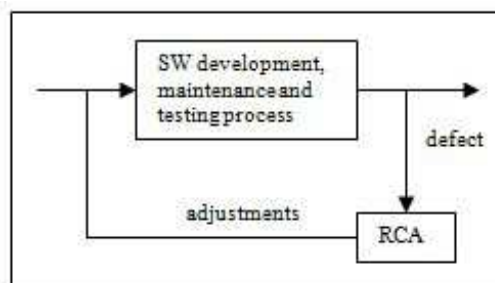 SW development,
maintenance and
testing process
defect
adjustments
RCA